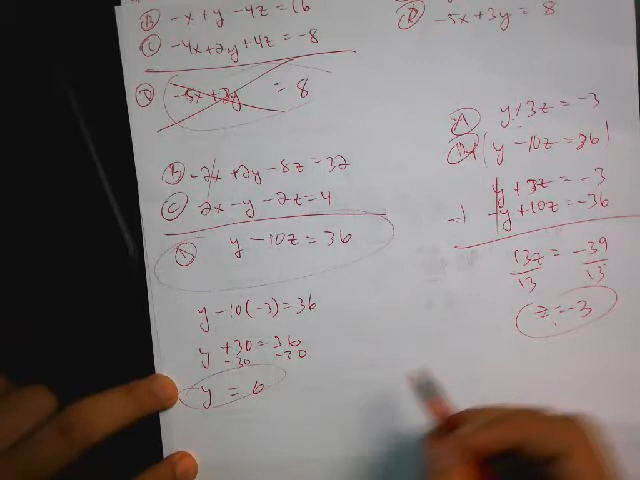 B -x + y - 4z = 16
C -4x + 2y + 4z = -8
D -5x + 3y = 8
B -2x + 2y - 8z = 32
C 2x - y - 2z = 4
y - 10z = 36
y - 10(-3) = 36
y + 30 = 36
-30 -30
y = 6
D -5x + 3y = 8
A y + 3z = -3
(y - 10z = 36)
y + 3z = -3
-y + 10z = -36
13z = -39
13 13
z = -3